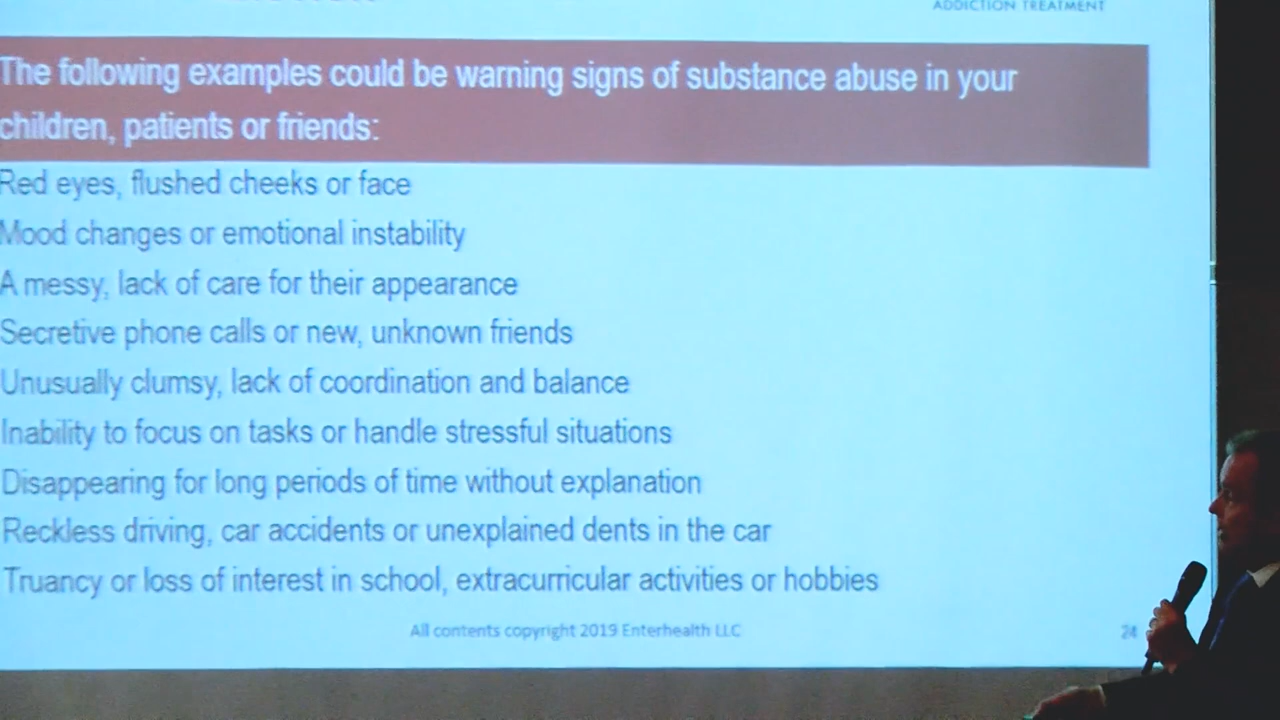 ADDICTION TREATMENT
The following examples could be warning signs of substance abuse in your
children, patients or friends:
Red eyes, flushed cheeks or face
Mood changes or emotional instability
A messy, lack of care for their appearance
Secretive phone calls or new, unknown friends
Unusually clumsy, lack of coordination and balance
Inability to focus on tasks or handle stressful situations
Disappearing for long periods of time without explanation
Reckless driving, car accidents or unexplained dents in the car
Truancy or loss of interest in school, extracurricular activities or hobbies
All contents copyright 2019 Enterhealth LLC
24